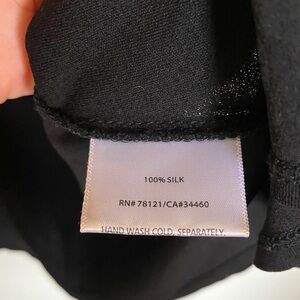 100% SILK
RN# 78121/CA#34460
HAND WASH COLD, SEPARATELY.